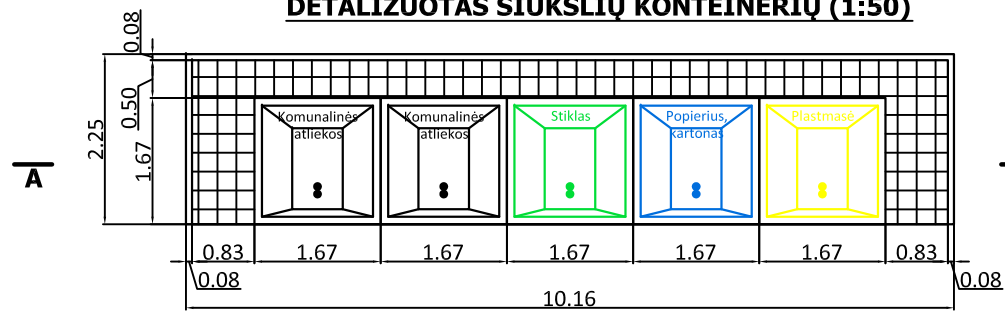 DETALIZUOTAS ŠIUKŠLIŲ KONTEINERIŲ (1:50)
0.08
0.50
2.25
1.67
A
Komunalinės
atliekos
Komunalinės
atliekos
Stiklas
Popierius,
kartonas
Plastmasė
0.83
1.67
1.67
1.67
1.67
1.67
0.83
0.08
0.08
10.16